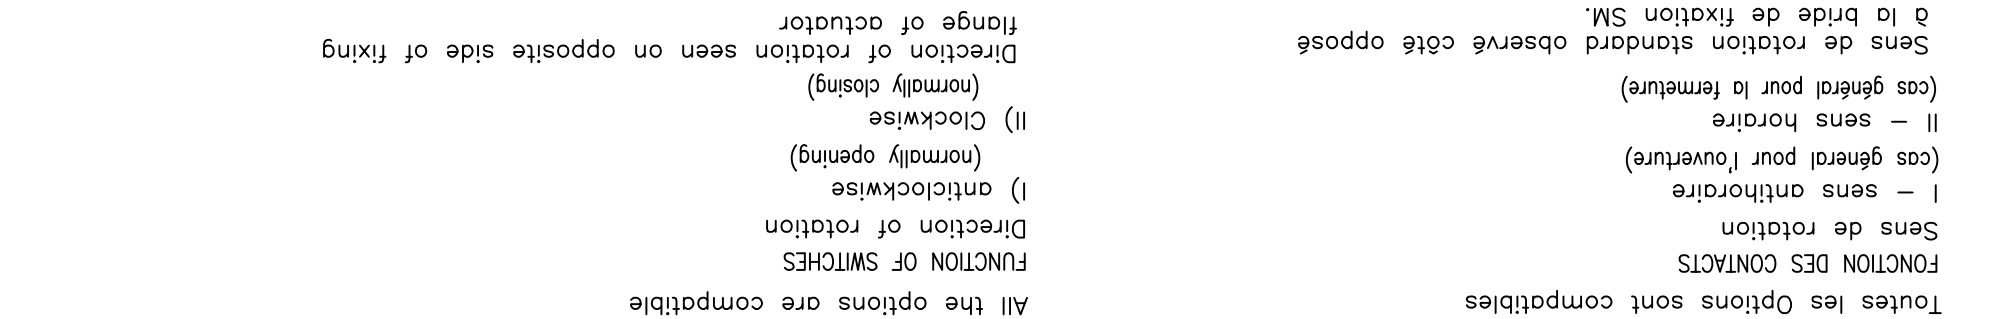 Toutes les Options sont compatibles
FONCTION DES CONTACTS
Sens de rotation
I – sens antihoraire
(cas général pour l'ouverture)
II – sens horaire
(cas général pour la fermeture)
Sens de rotation standard observé côté opposé
à la bride de fixation SM.
All the options are compatible
FUNCTION OF SWITCHES
Direction of rotation
I) anticlockwise
(normally opening)
II) Clockwise
(normally closing)
Direction of rotation seen on opposite side of fixing
flange of actuator